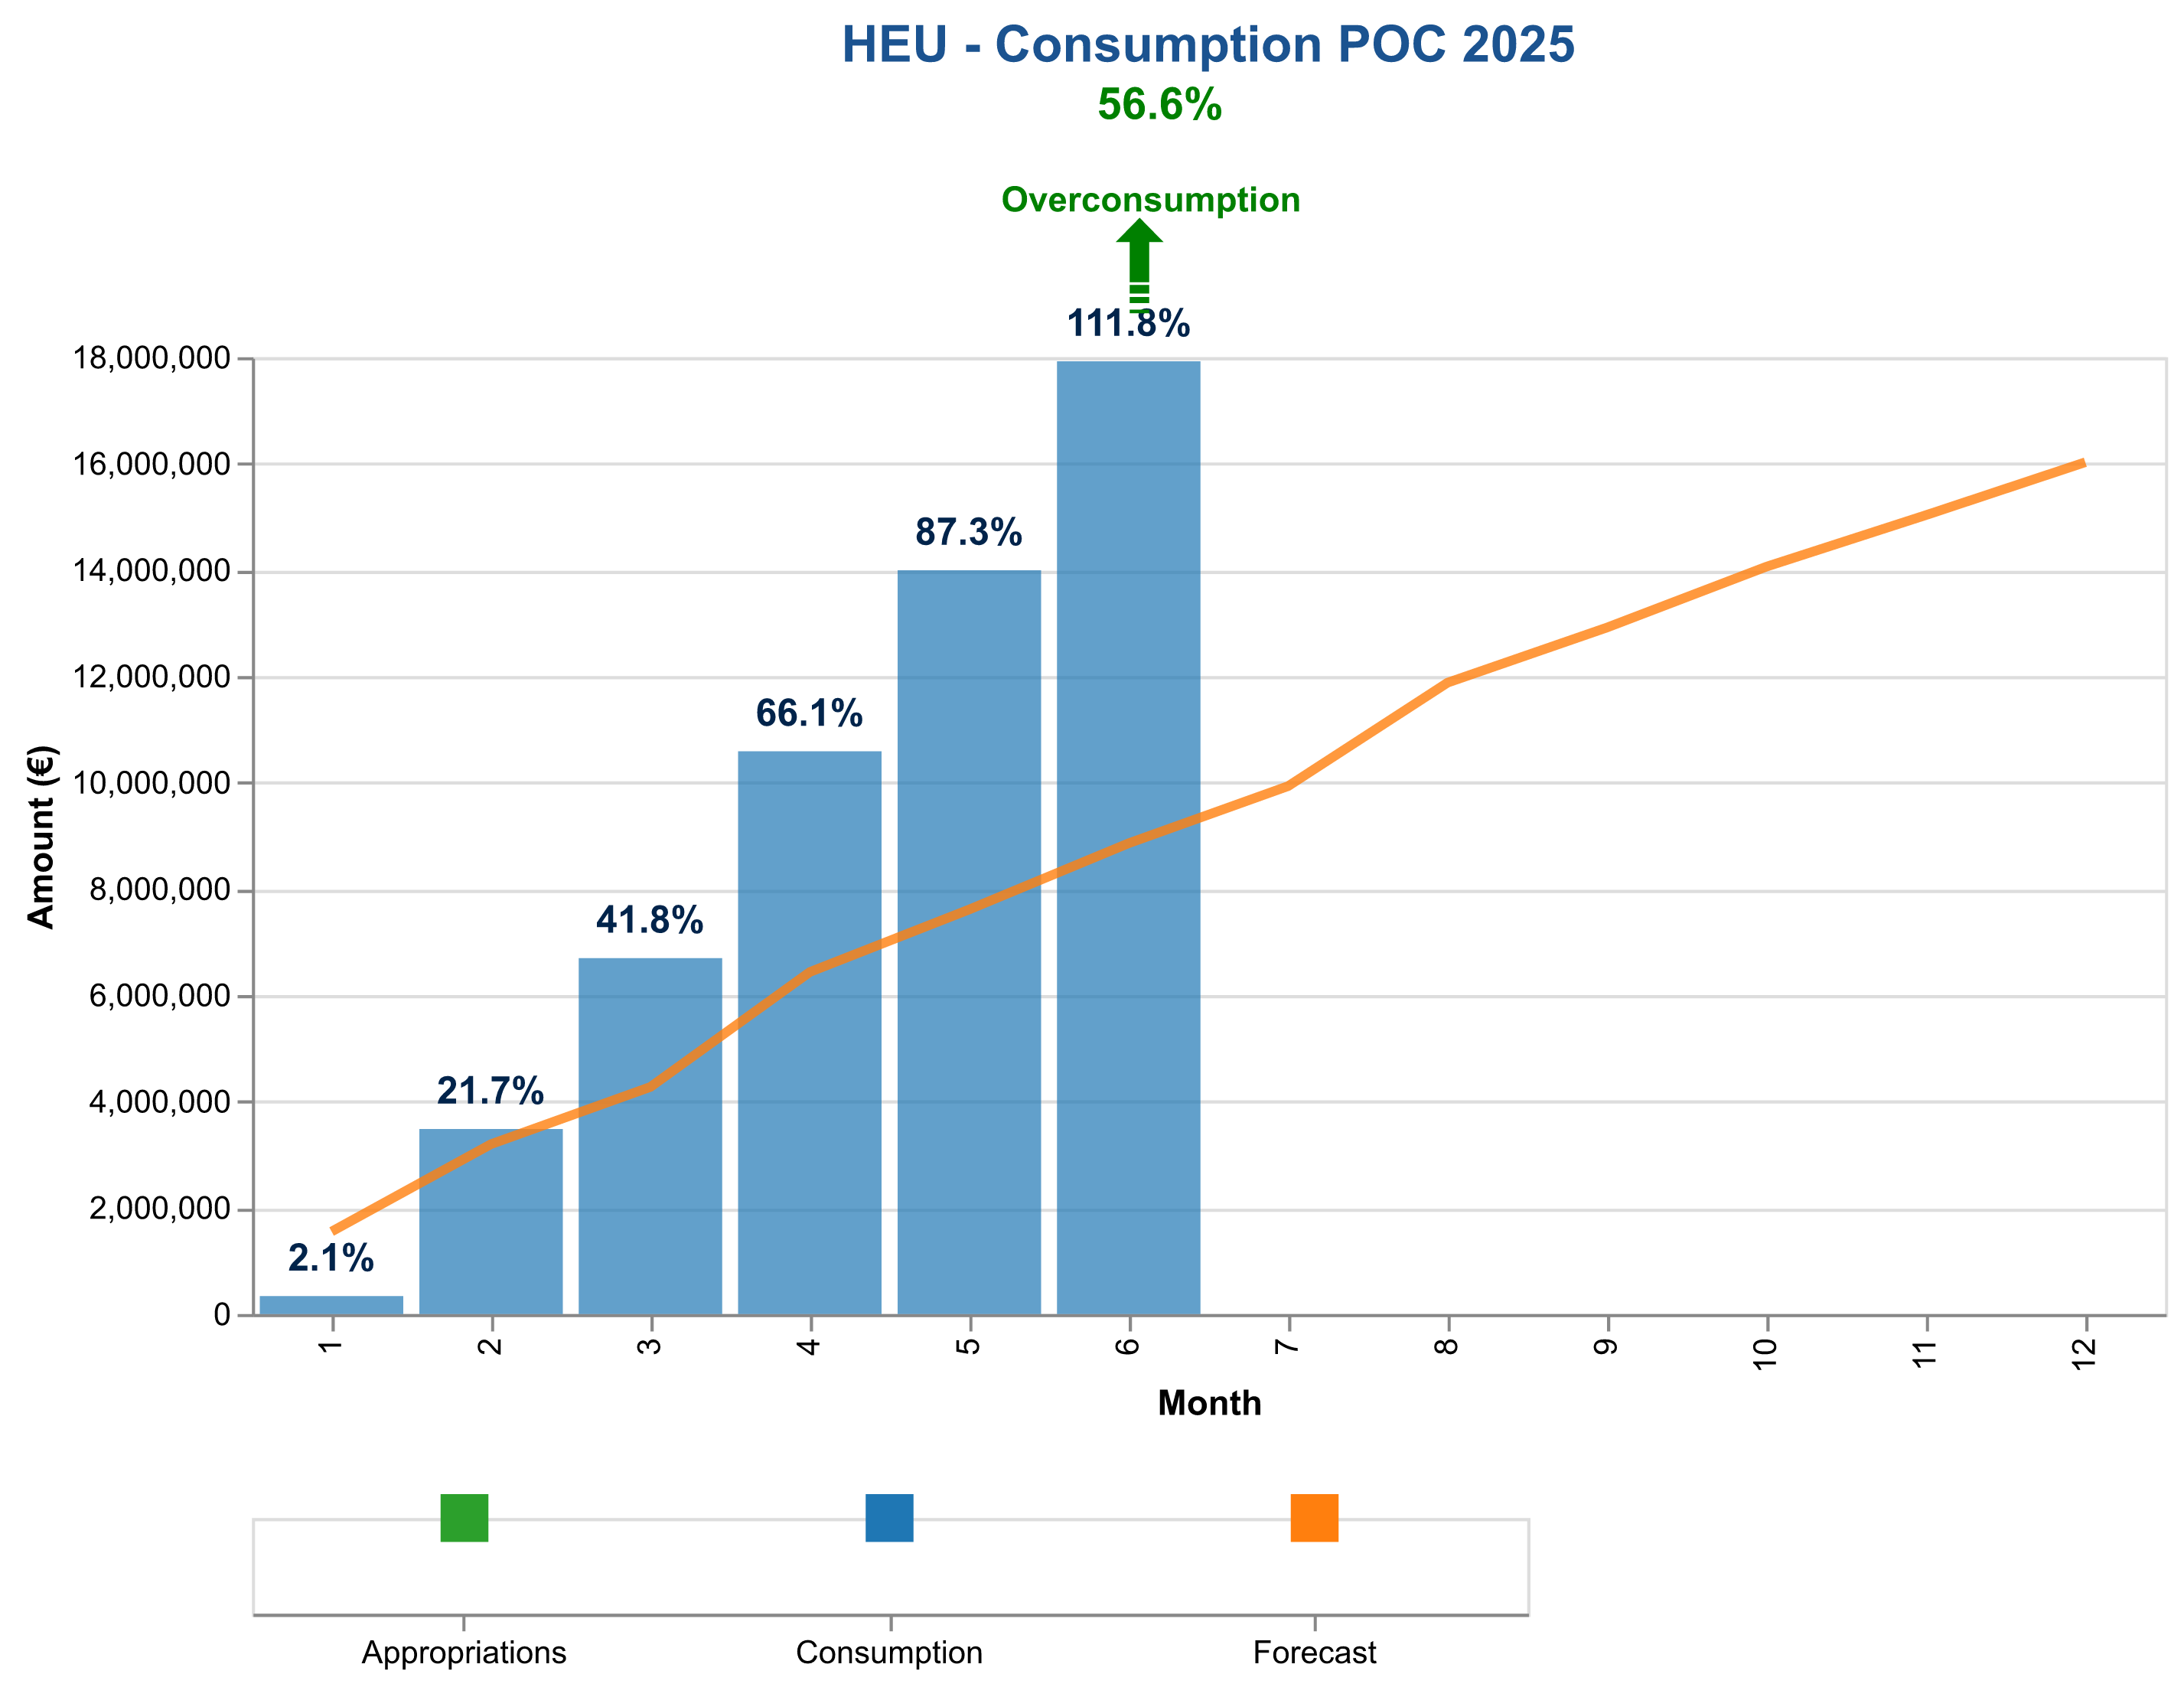 HEU - Consumption POC 2025
56.6%
Overconsumption
111.8%
18,000,000
16,000,000
87.3%
14,000,000
12,000,000
66.1%
10,000,000
Amount (€)
8,000,000
41.8%
6,000,000
4,000,000
21.7%
2,000,000
2.1%
0
1 2 3 4 5 6 7 8 9 10 11 12
Month
Appropriations Consumption Forecast